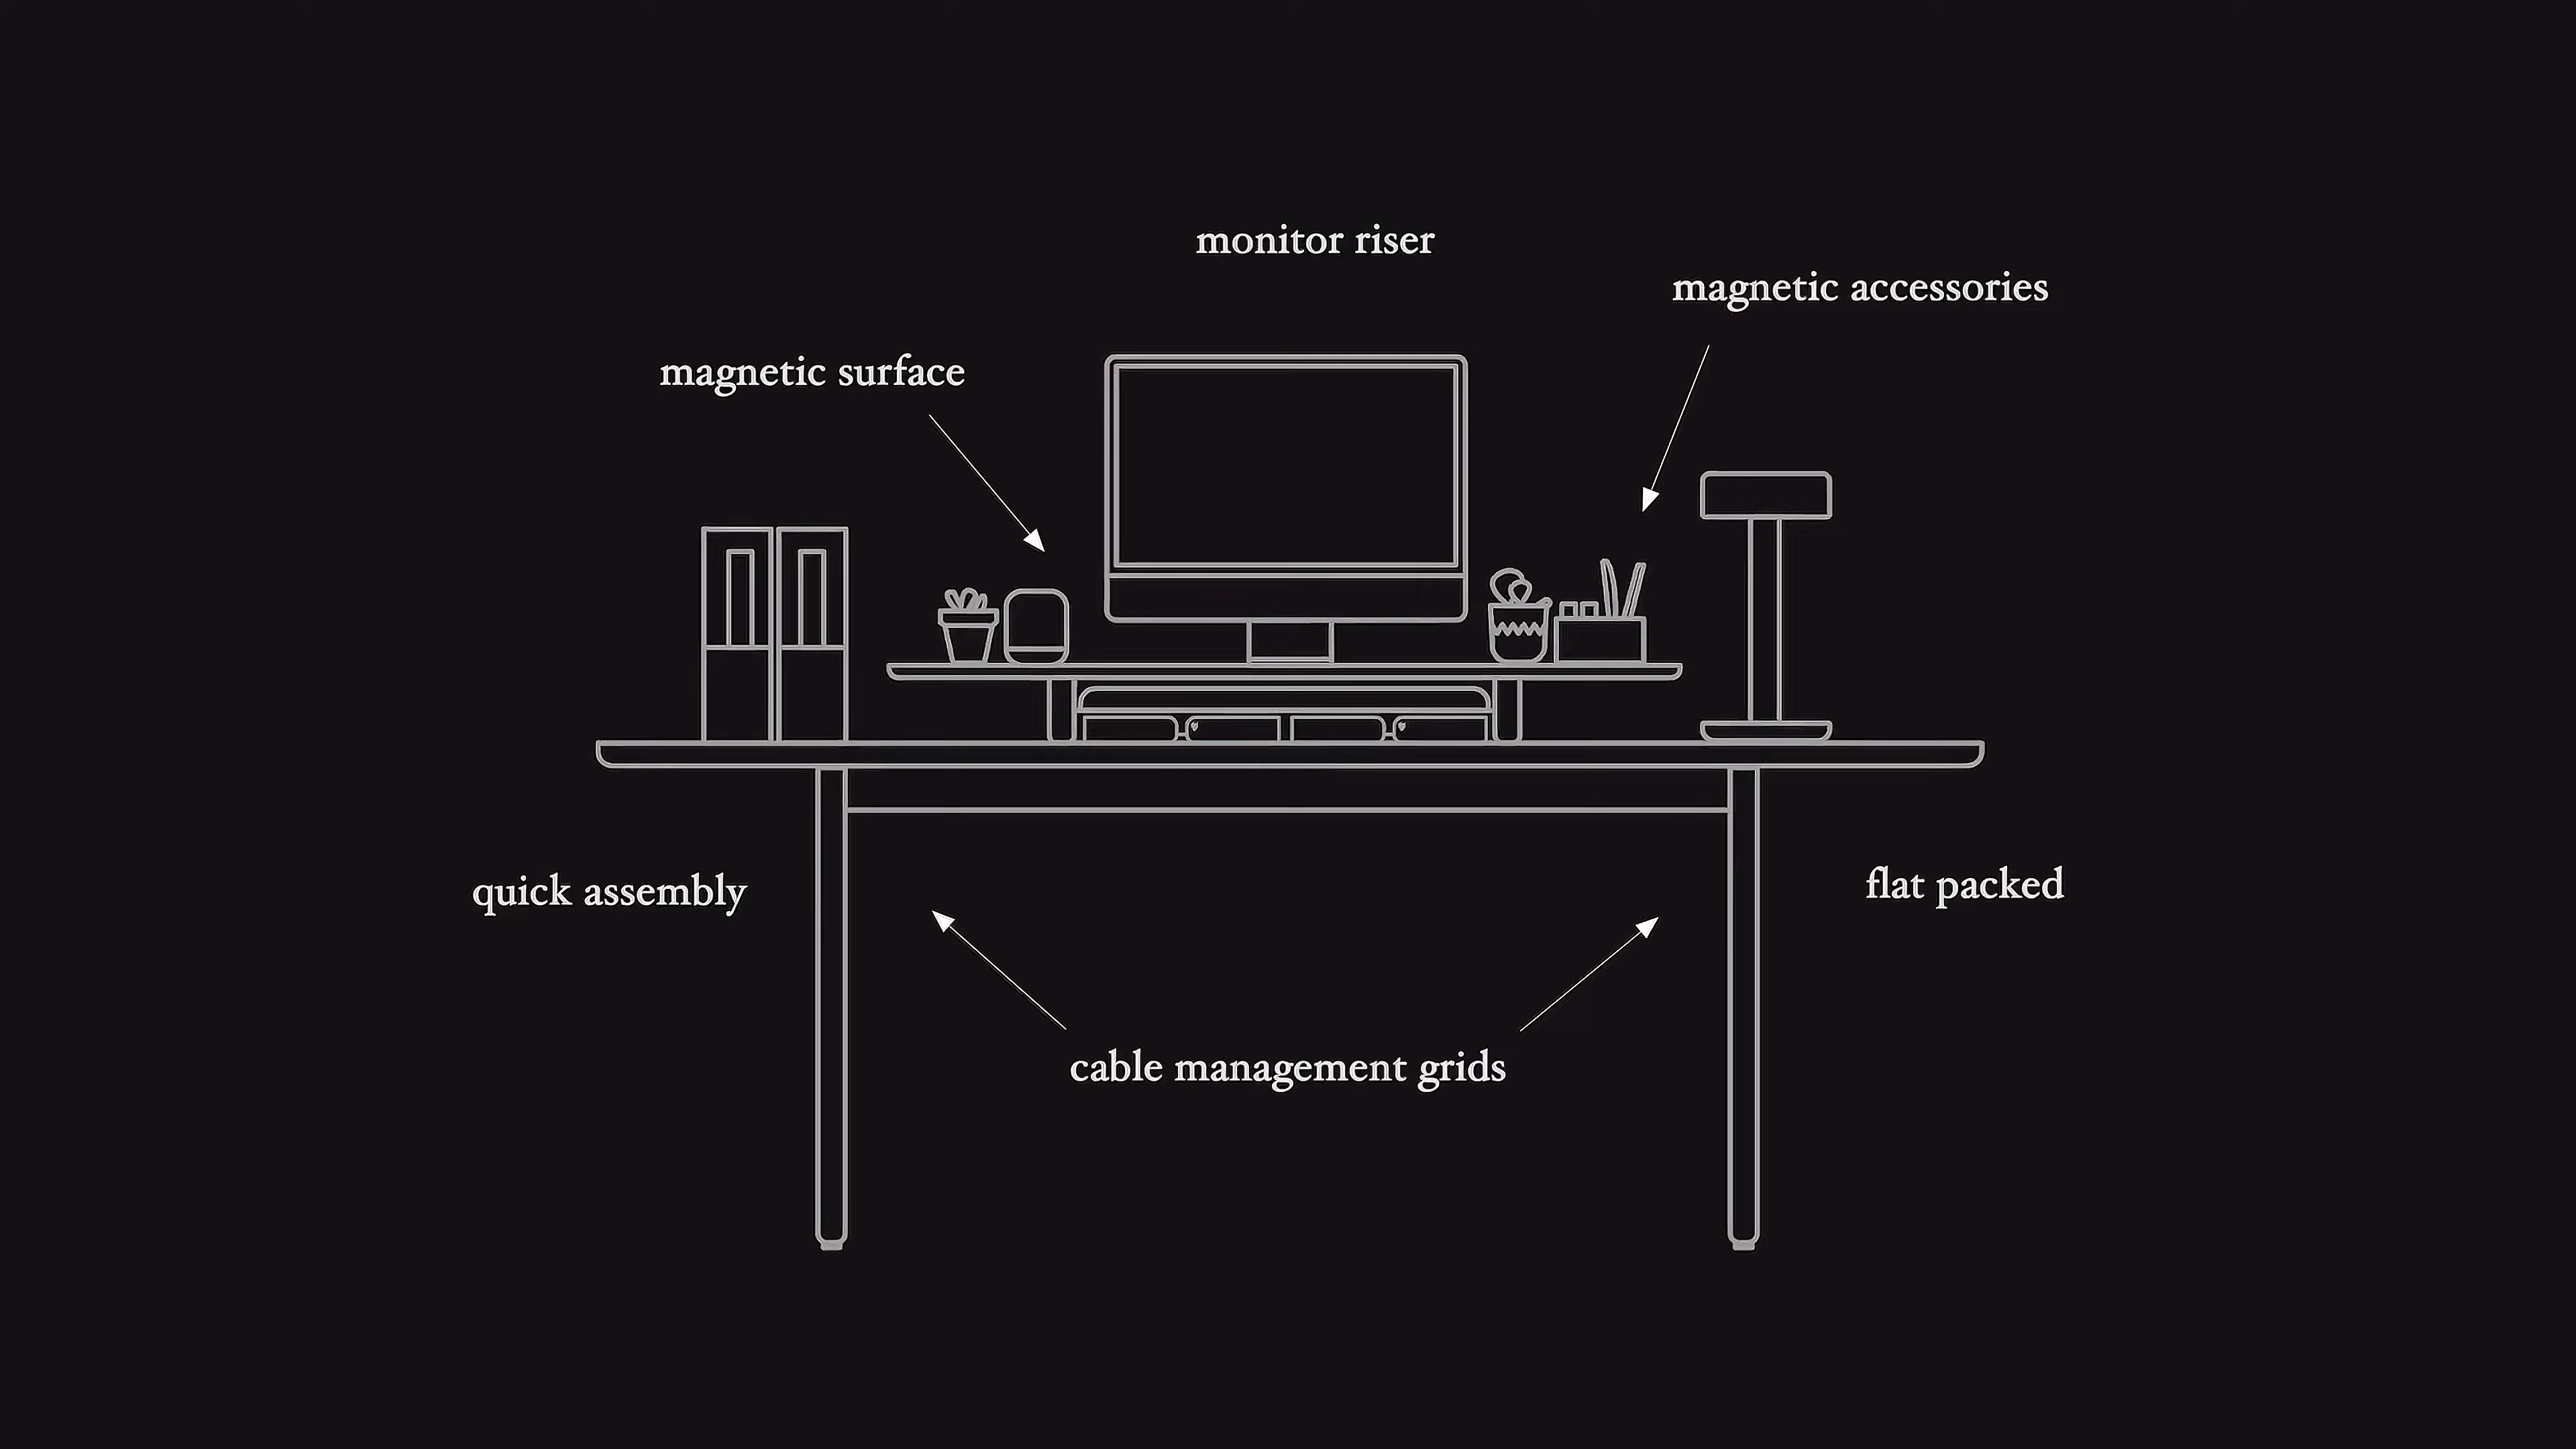 monitor riser
magnetic accessories
magnetic surface
quick assembly
flat packed
cable management grids